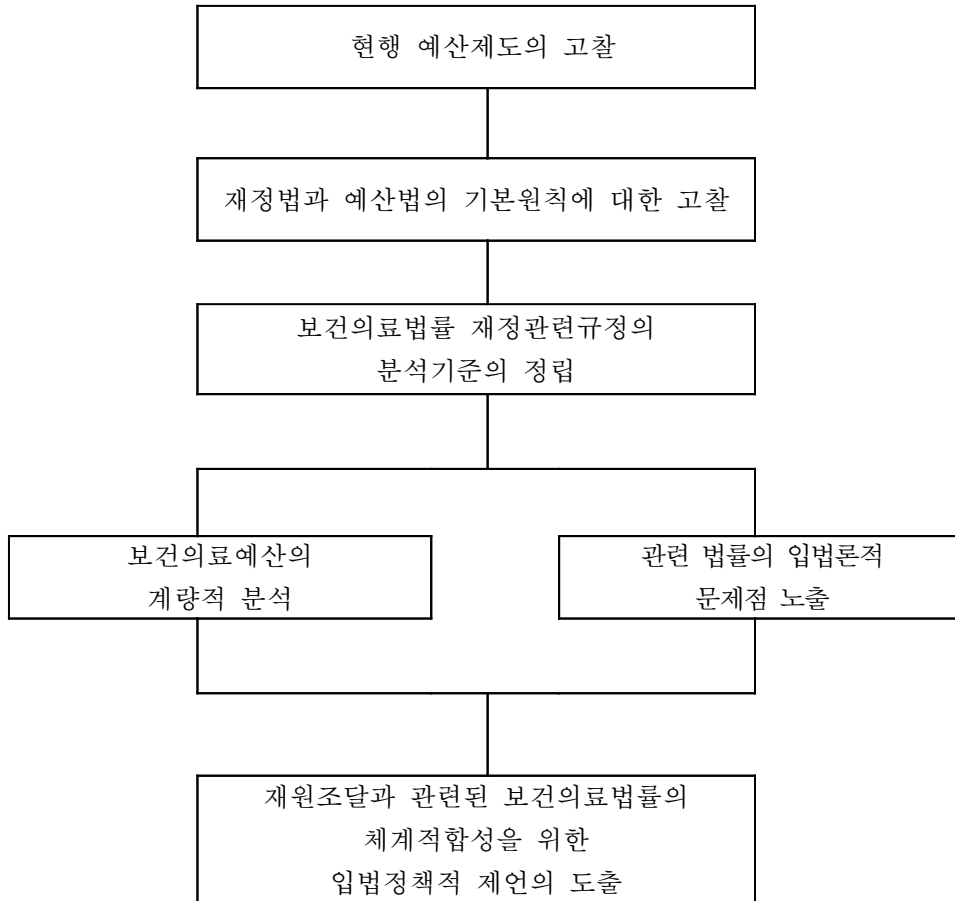 현행 예산제도의 고찰
재정법과 예산법의 기본원칙에 대한 고찰
보건의료법률 재정관련규정의
분석기준의 정립
보건의료예산의
계량적 분석
관련 법률의 입법론적
문제점 노출
재원조달과 관련된 보건의료법률의
체계적합성을 위한
입법정책적 제언의 도출